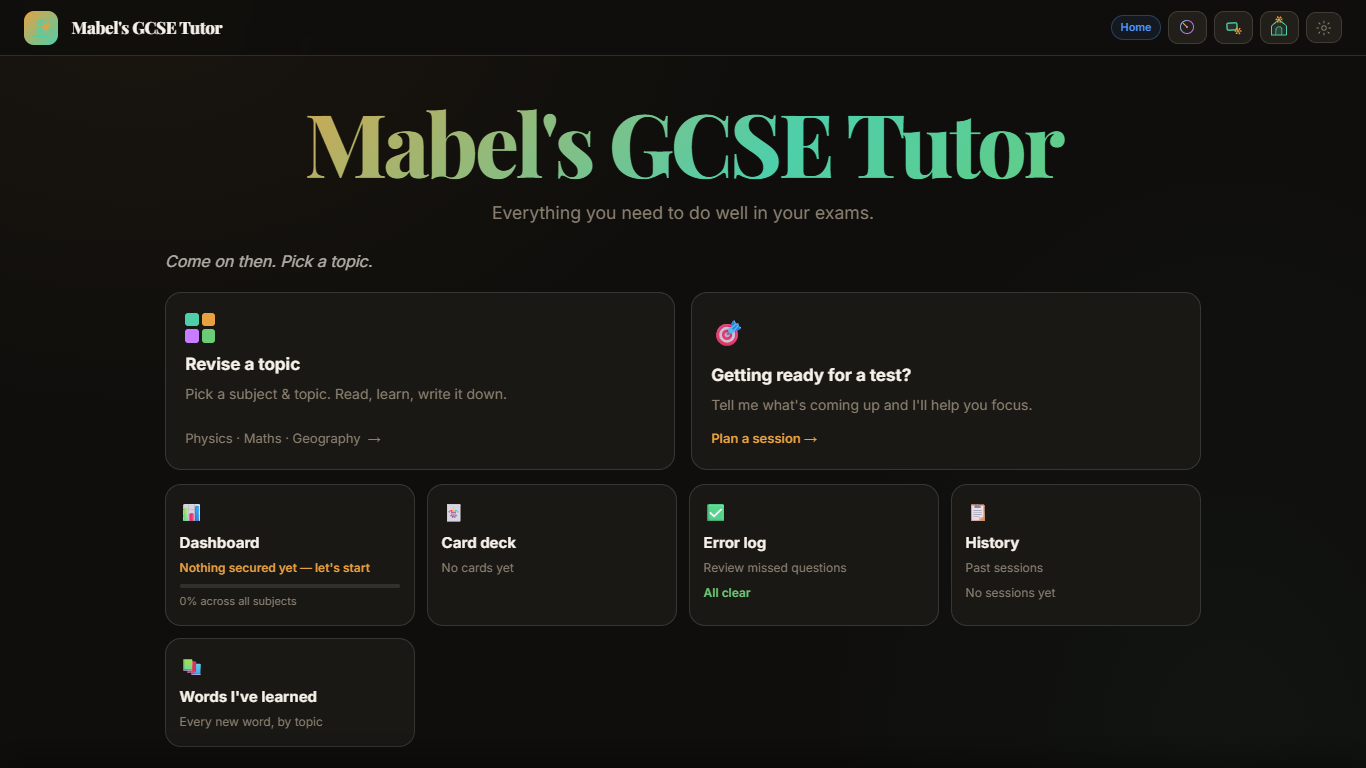 Mabel's GCSE Tutor
Home
Mabel's GCSE Tutor
Everything you need to do well in your exams.
Come on then. Pick a topic.
Revise a topic
Pick a subject & topic. Read, learn, write it down.
Physics · Maths · Geography →
Getting ready for a test?
Tell me what's coming up and I'll help you focus.
Plan a session →
Dashboard
Nothing secured yet — let's start
0% across all subjects
Card deck
No cards yet
Error log
Review missed questions
All clear
History
Past sessions
No sessions yet
Words I've learned
Every new word, by topic